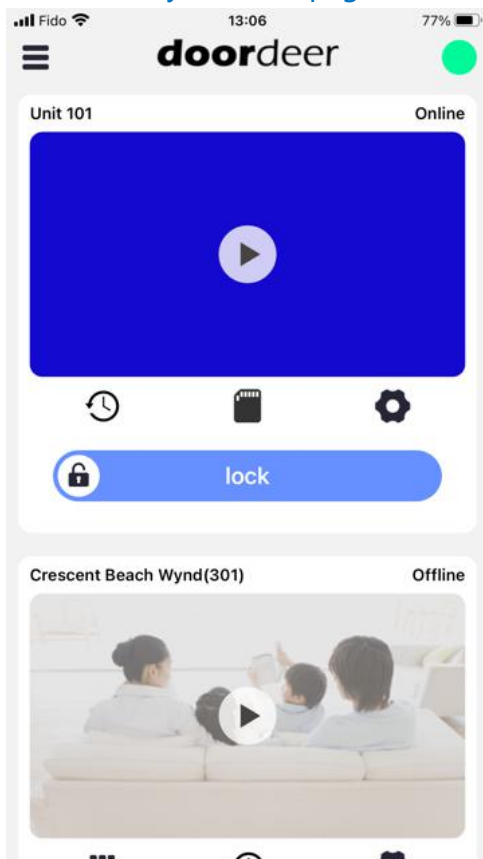 Fido 13:06 77%
doordeer
Unit 101 Online
lock
Crescent Beach Wynd(301) Offline